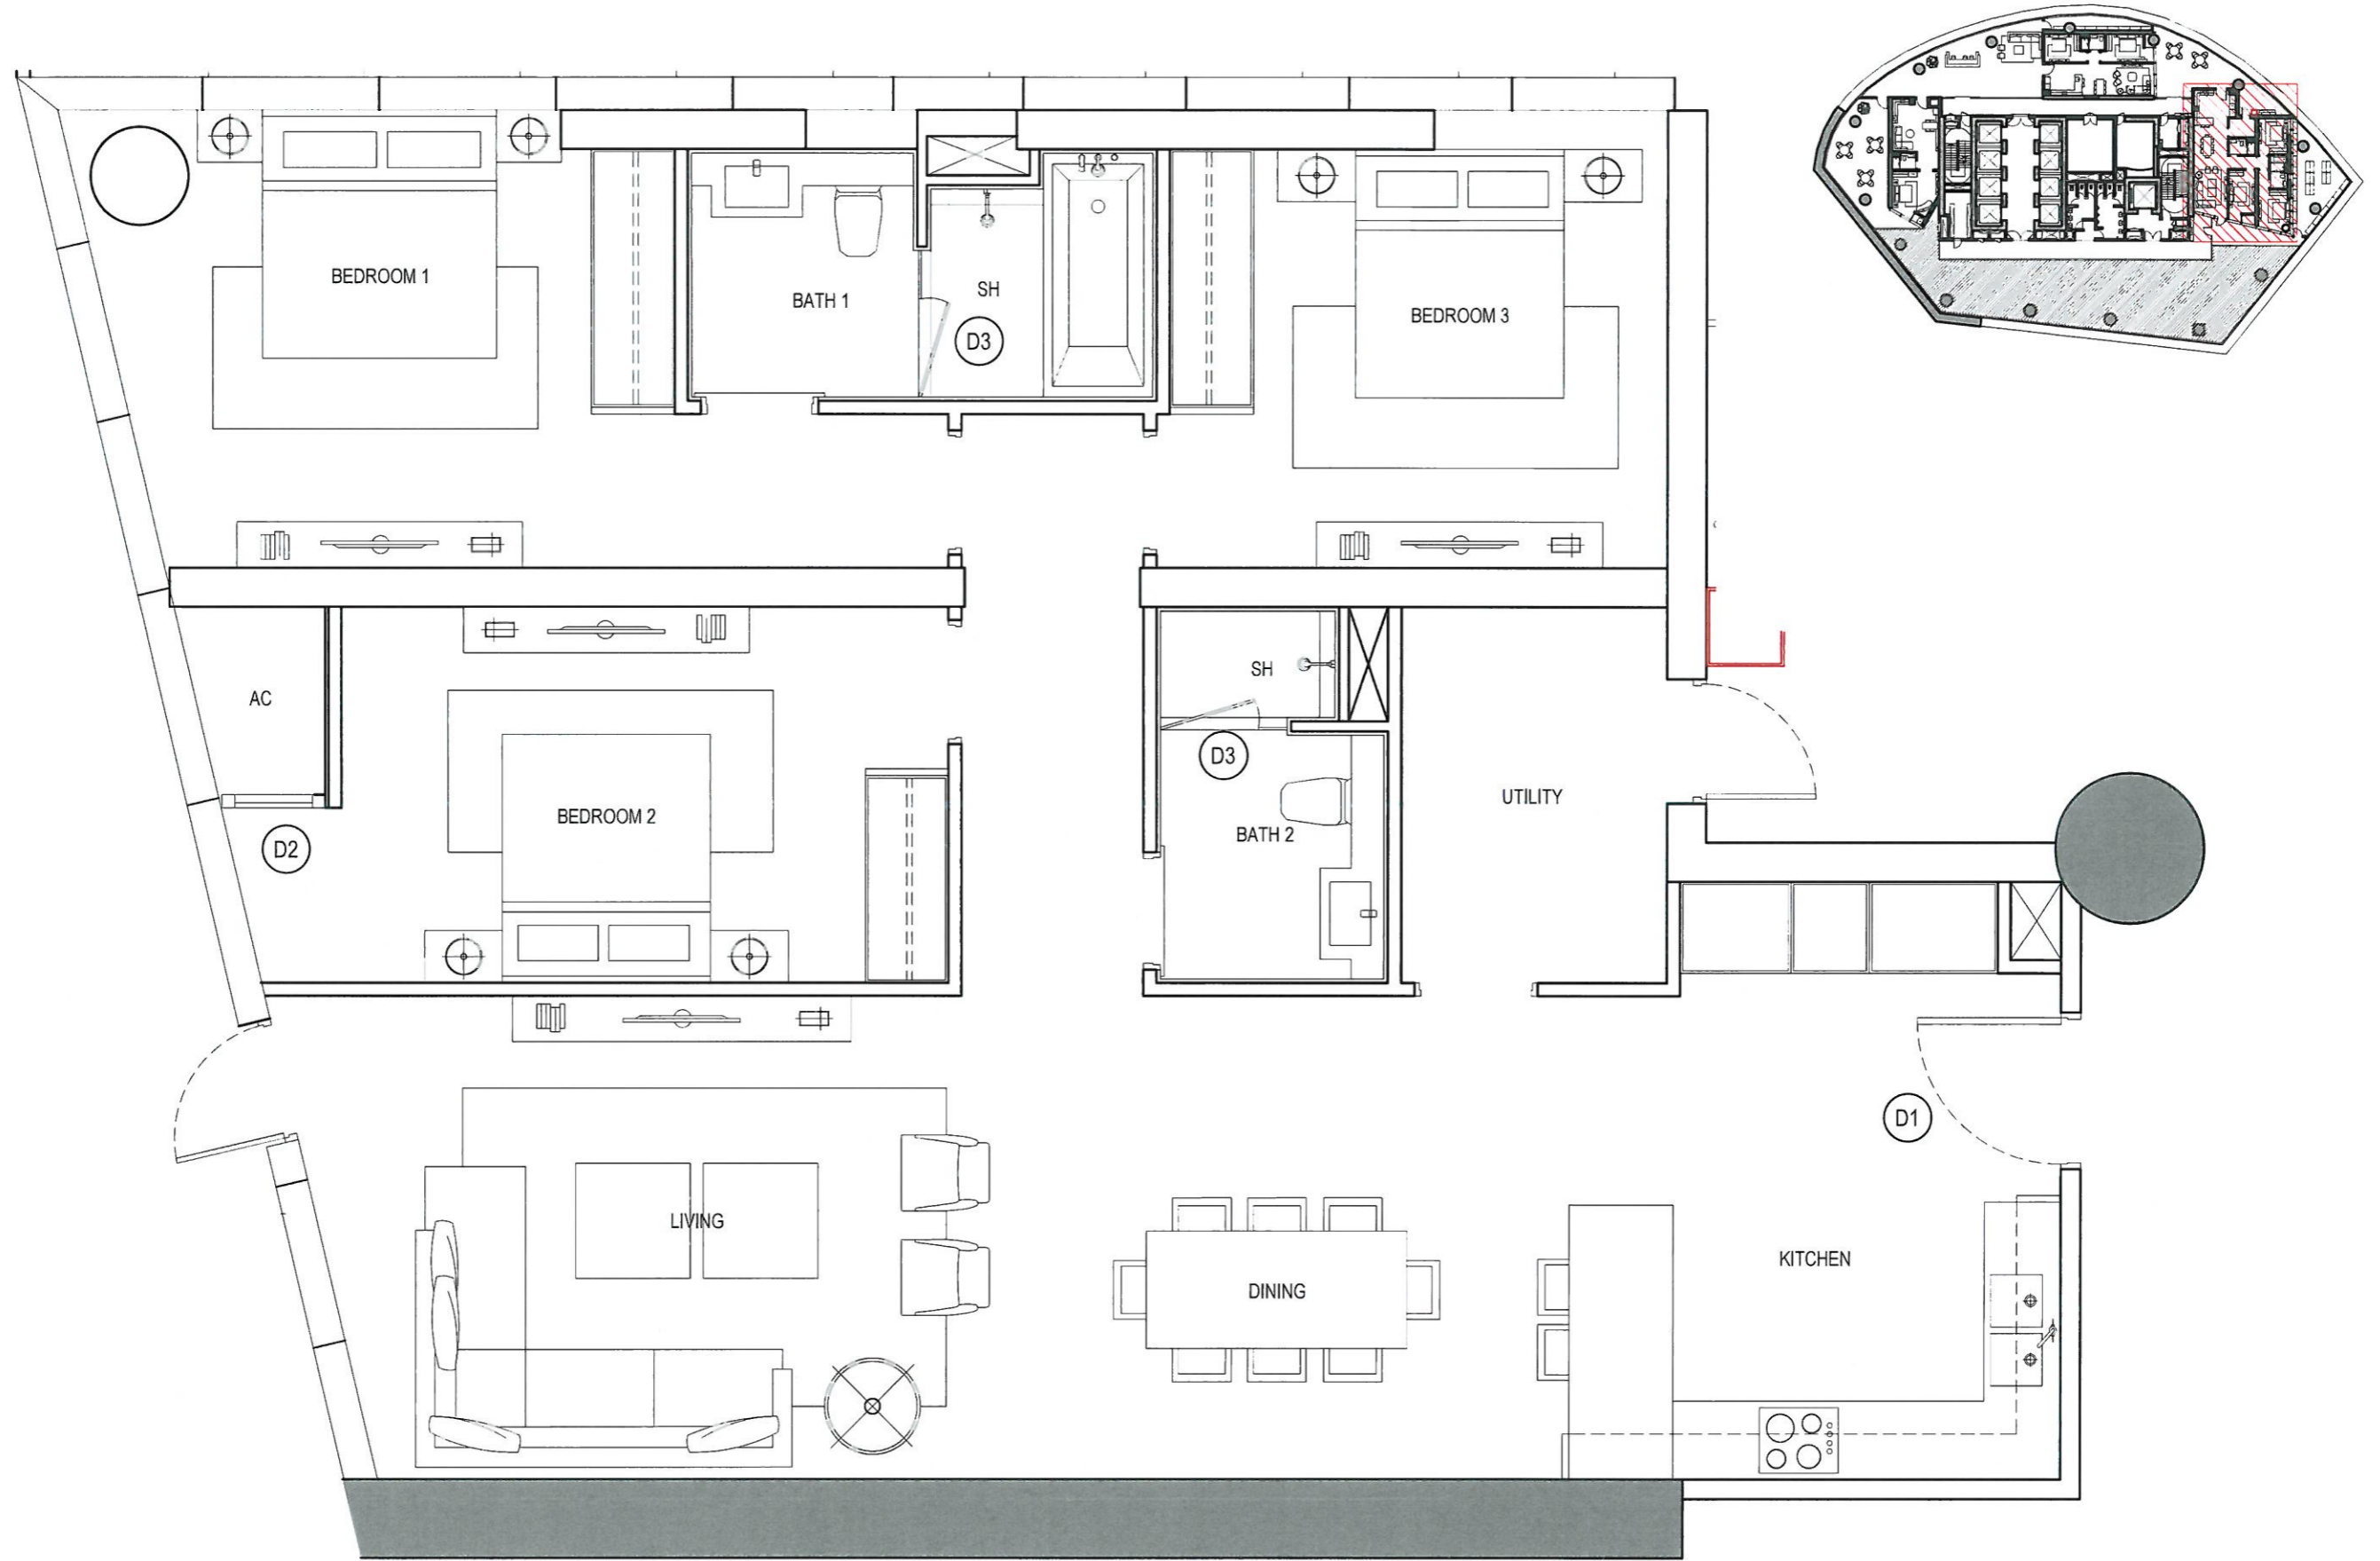 BEDROOM 1
BATH 1
SH
D3
BEDROOM 3
AC
D2
BEDROOM 2
SH
D3
BATH 2
UTILITY
LIVING
DINING
KITCHEN
D1